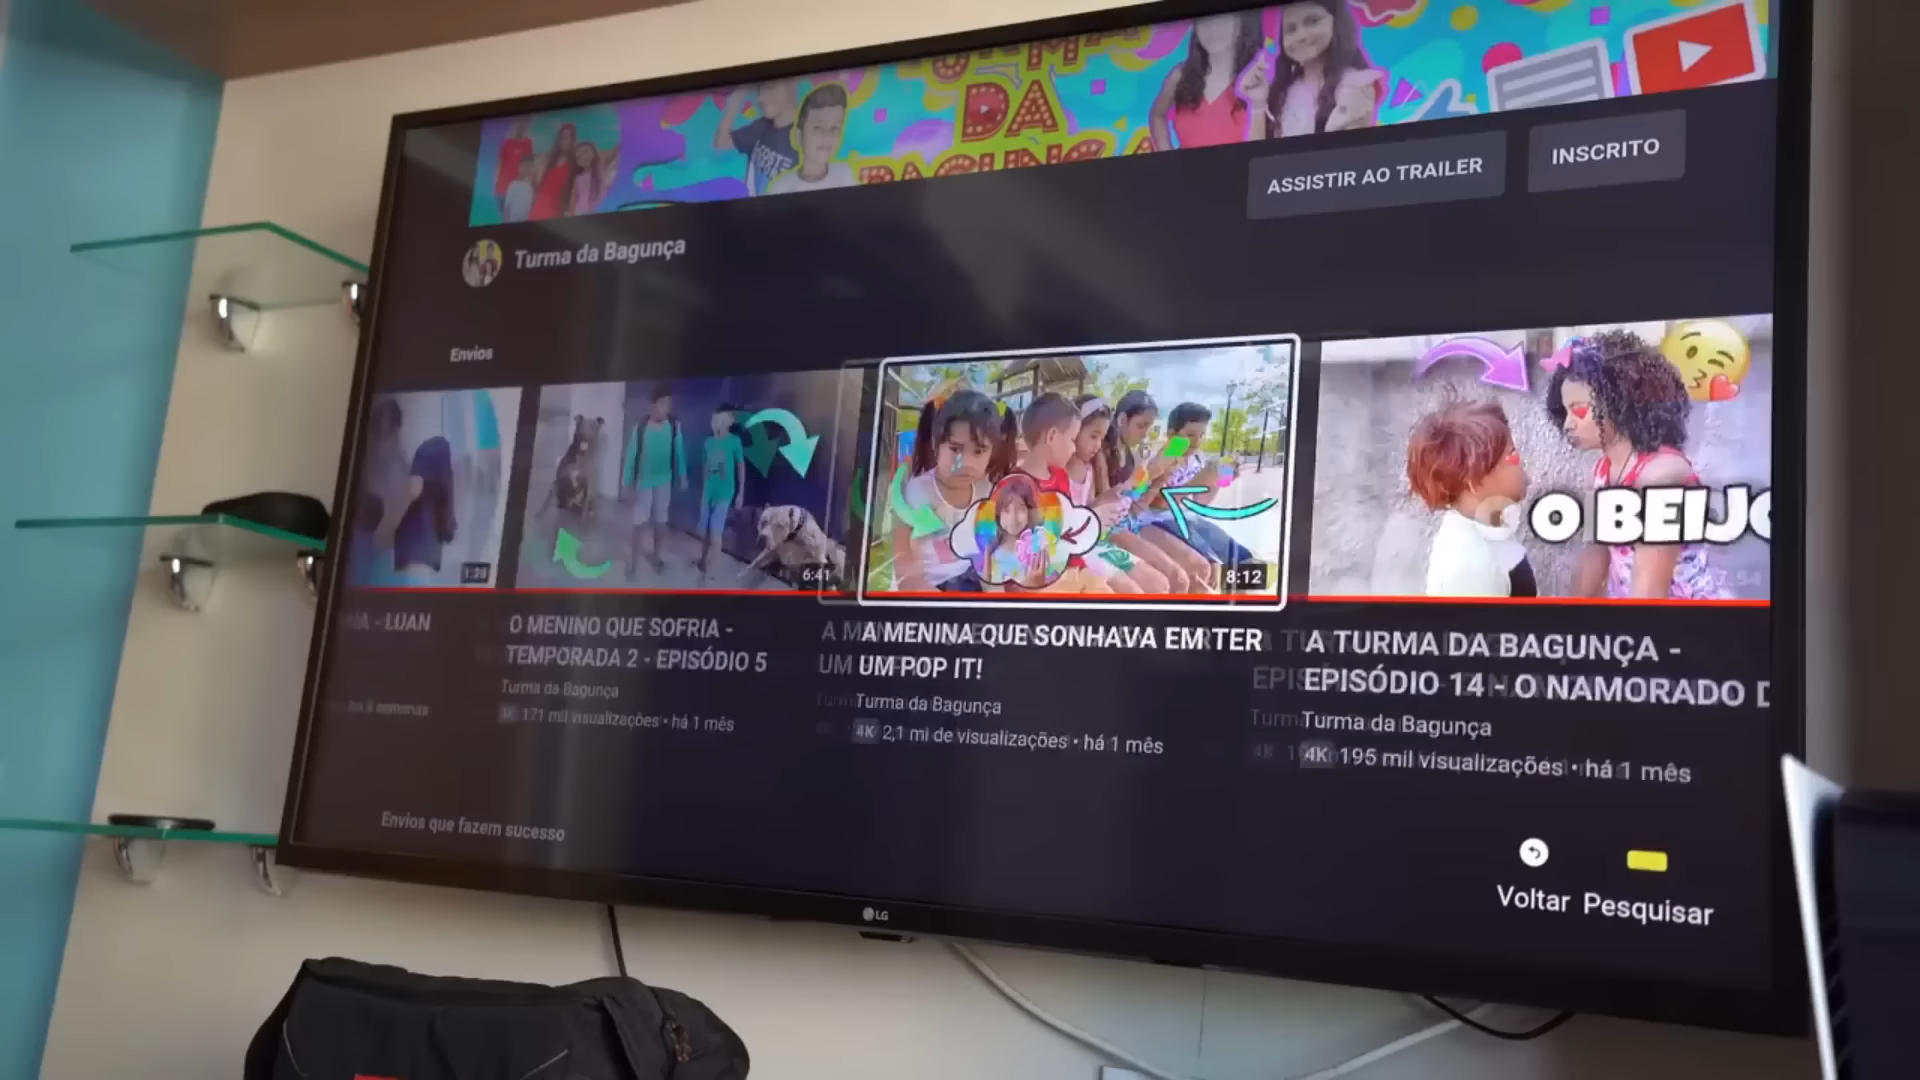 DA
BAGUNÇA
ASSISTIR AO TRAILER
INSCRITO
Turma da Bagunça
Envios
1:28
6:41
8:12
O BEIJO
- LUAN
O MENINO QUE SOFRIA -
TEMPORADA 2 - EPISÓDIO 5
Turma da Bagunça
4K 171 mil visualizações • há 1 mês
A MENINA QUE SONHAVA EM TER
UM POP IT!
Turma da Bagunça
4K 2,1 mi de visualizações • há 1 mês
A TURMA DA BAGUNÇA -
EPISÓDIO 14 - O NAMORADO D
Turma da Bagunça
4K 195 mil visualizações • há 1 mês
Envios que fazem sucesso
Voltar Pesquisar
LG